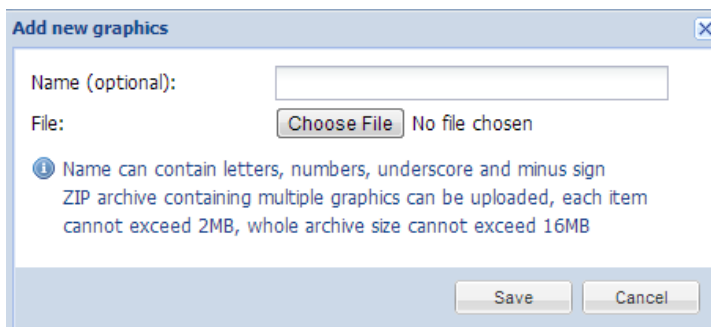 Add new graphics
Name (optional):
File: Choose File No file chosen
Name can contain letters, numbers, underscore and minus sign
ZIP archive containing multiple graphics can be uploaded, each item
cannot exceed 2MB, whole archive size cannot exceed 16MB
Save Cancel